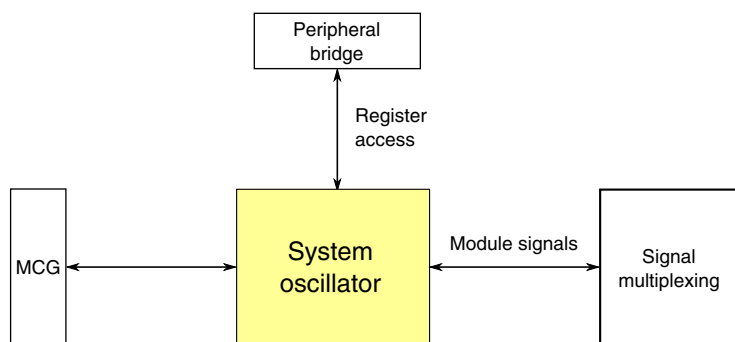 Peripheral
bridge
Register
access
MCG
System
oscillator
Module signals
Signal
multiplexing